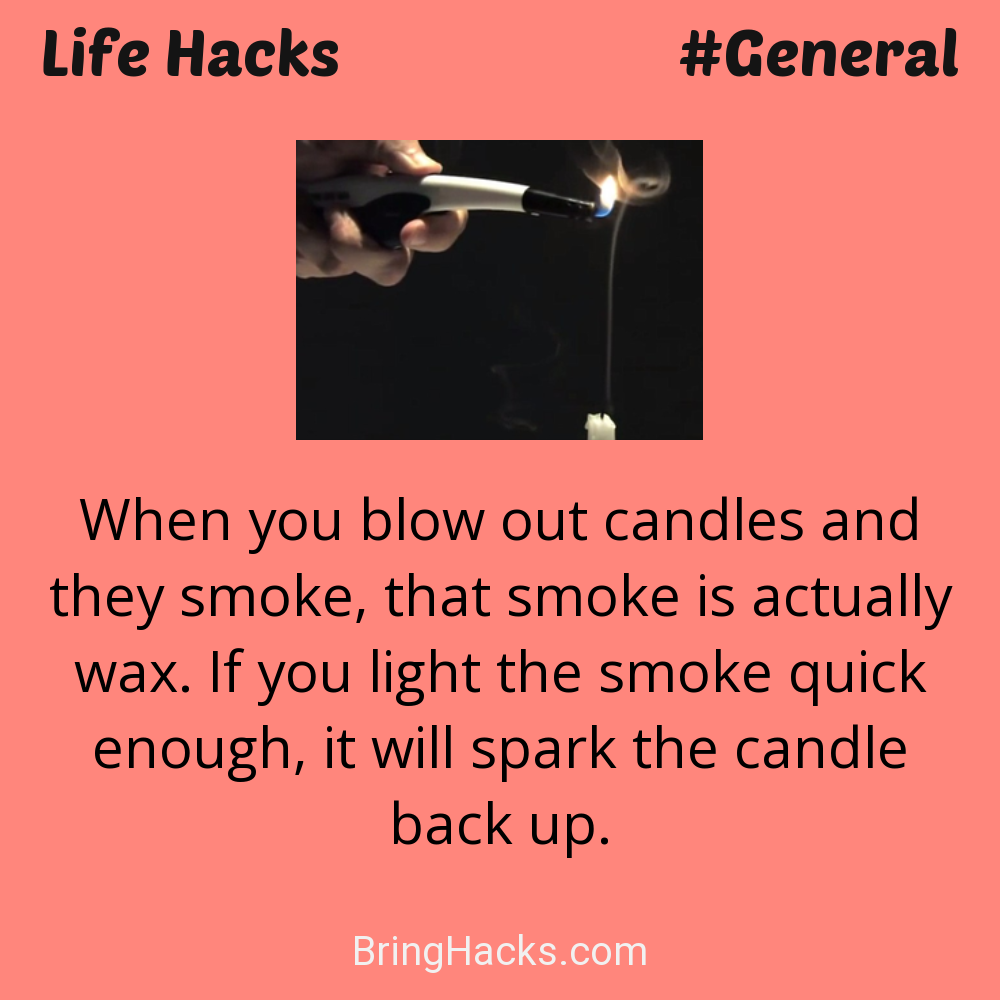 Life Hacks #General
When you blow out candles and
they smoke, that smoke is actually
wax. If you light the smoke quick
enough, it will spark the candle
back up.
BringHacks.com